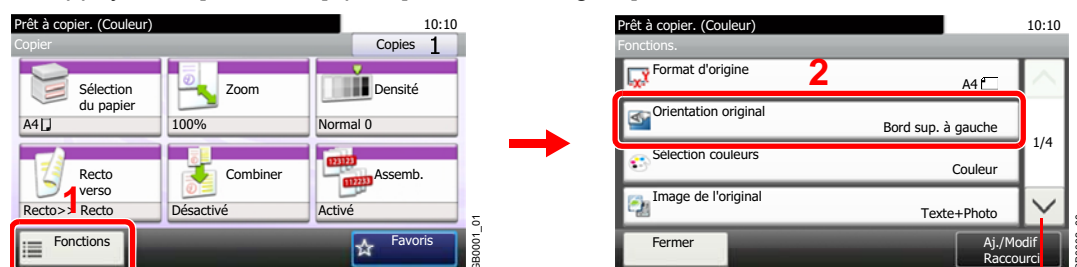 Prêt à copier. (Couleur)
10:10
Copier
Copies 1
Sélection
du papier
Zoom
Densité
A4
100%
Normal 0
Recto
verso
Combiner
Assemb.
123123
112233
1
Recto>> Recto
Désactivé
Activé
Fonctions
Favoris
Prêt à copier. (Couleur)
10:10
Fonctions.
Format d'origine
2
A4
Orientation original
Bord sup. à gauche
1/4
Sélection couleurs
Couleur
Image de l'original
Texte+Photo
Fermer
Aj./Modif
Raccourci